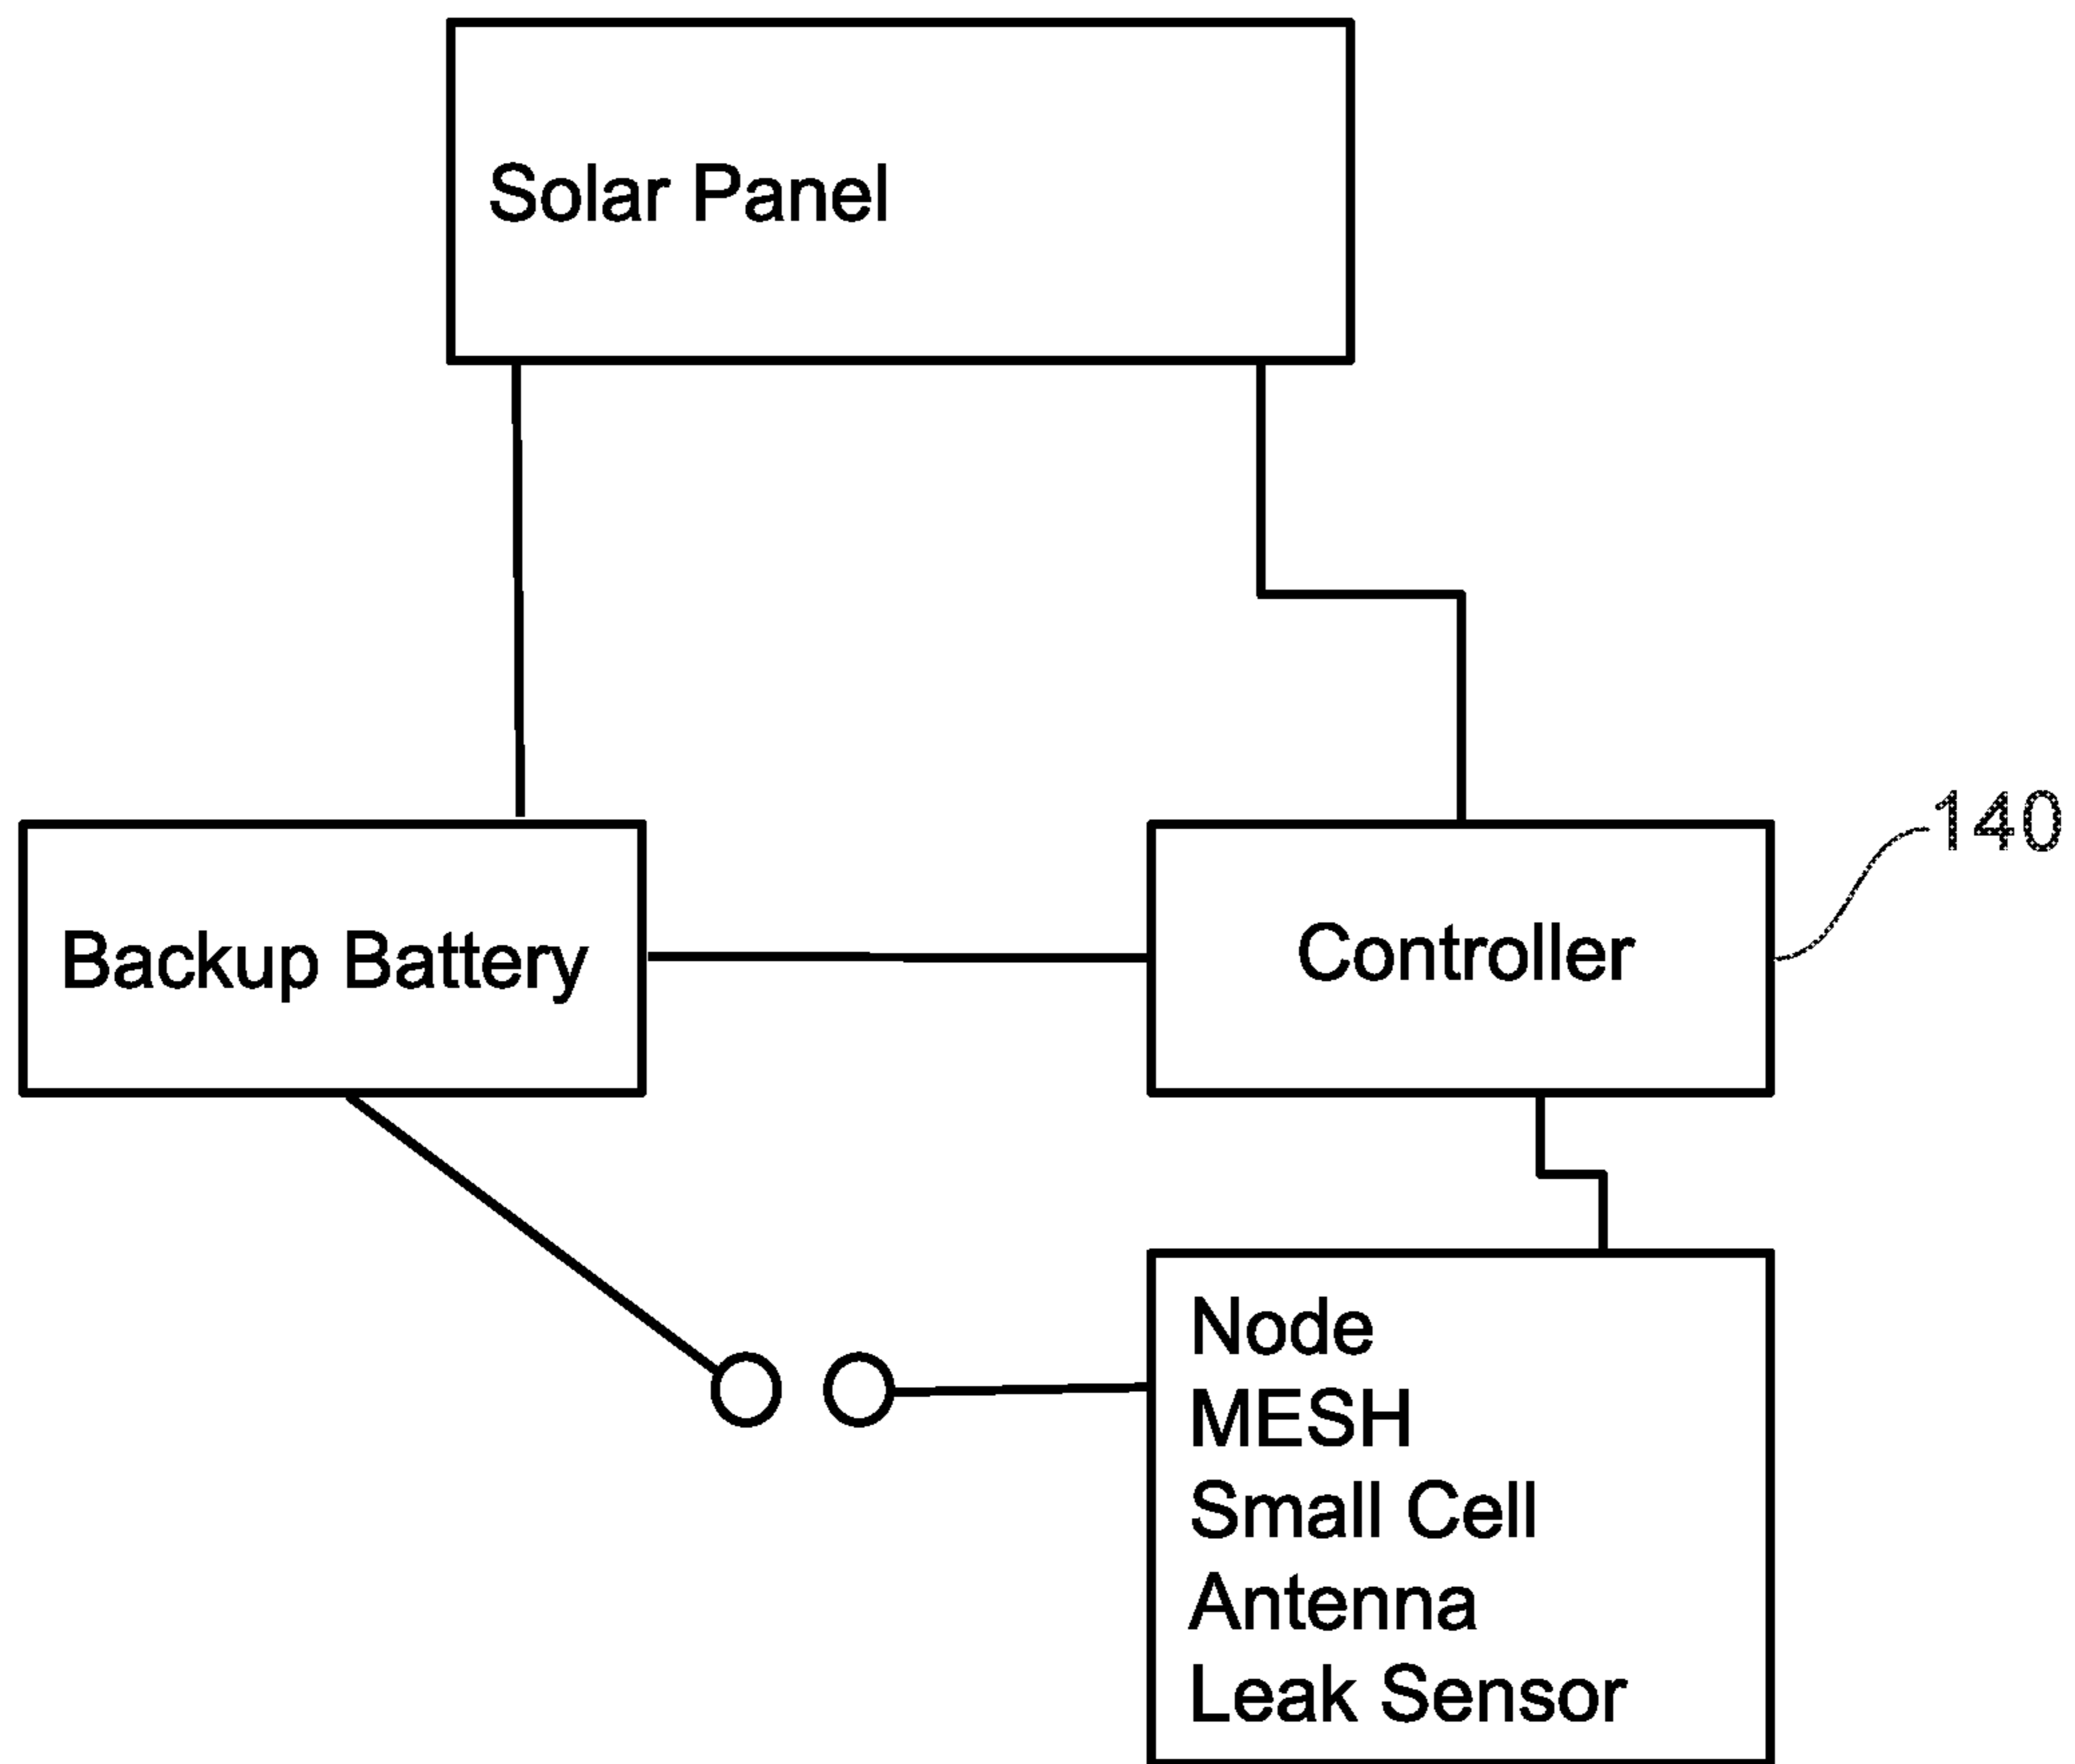 Solar Panel
140
Backup Battery
Controller
Node
MESH
Small Cell
Antenna
Leak Sensor